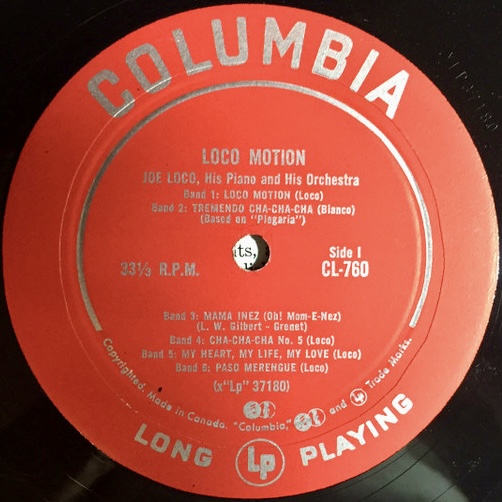 COLUMBIA
LOCO MOTION
JOE LOCO, His Piano and His Orchestra
Band 1: LOCO MOTION (Loco)
Band 2: TREMENDO CHA-CHA-CHA (Blanco)
(Based on "Plegaria")
33⅓ R.P.M.
Side 1
CL-760
Band 3: MAMA INEZ (Oh! Mom-E-Nez)
(L. W. Gilbert - Grenet)
Band 4: CHA-CHA-CHA No. 5 (Loco)
Band 5: MY HEART, MY LIFE, MY LOVE (Loco)
Band 6: PASO MERENGUE (Loco)
(x"Lp" 37180)
Copyrighted. Made in Canada. "Columbia," and Lp Trade Marks.
LONG Lp PLAYING